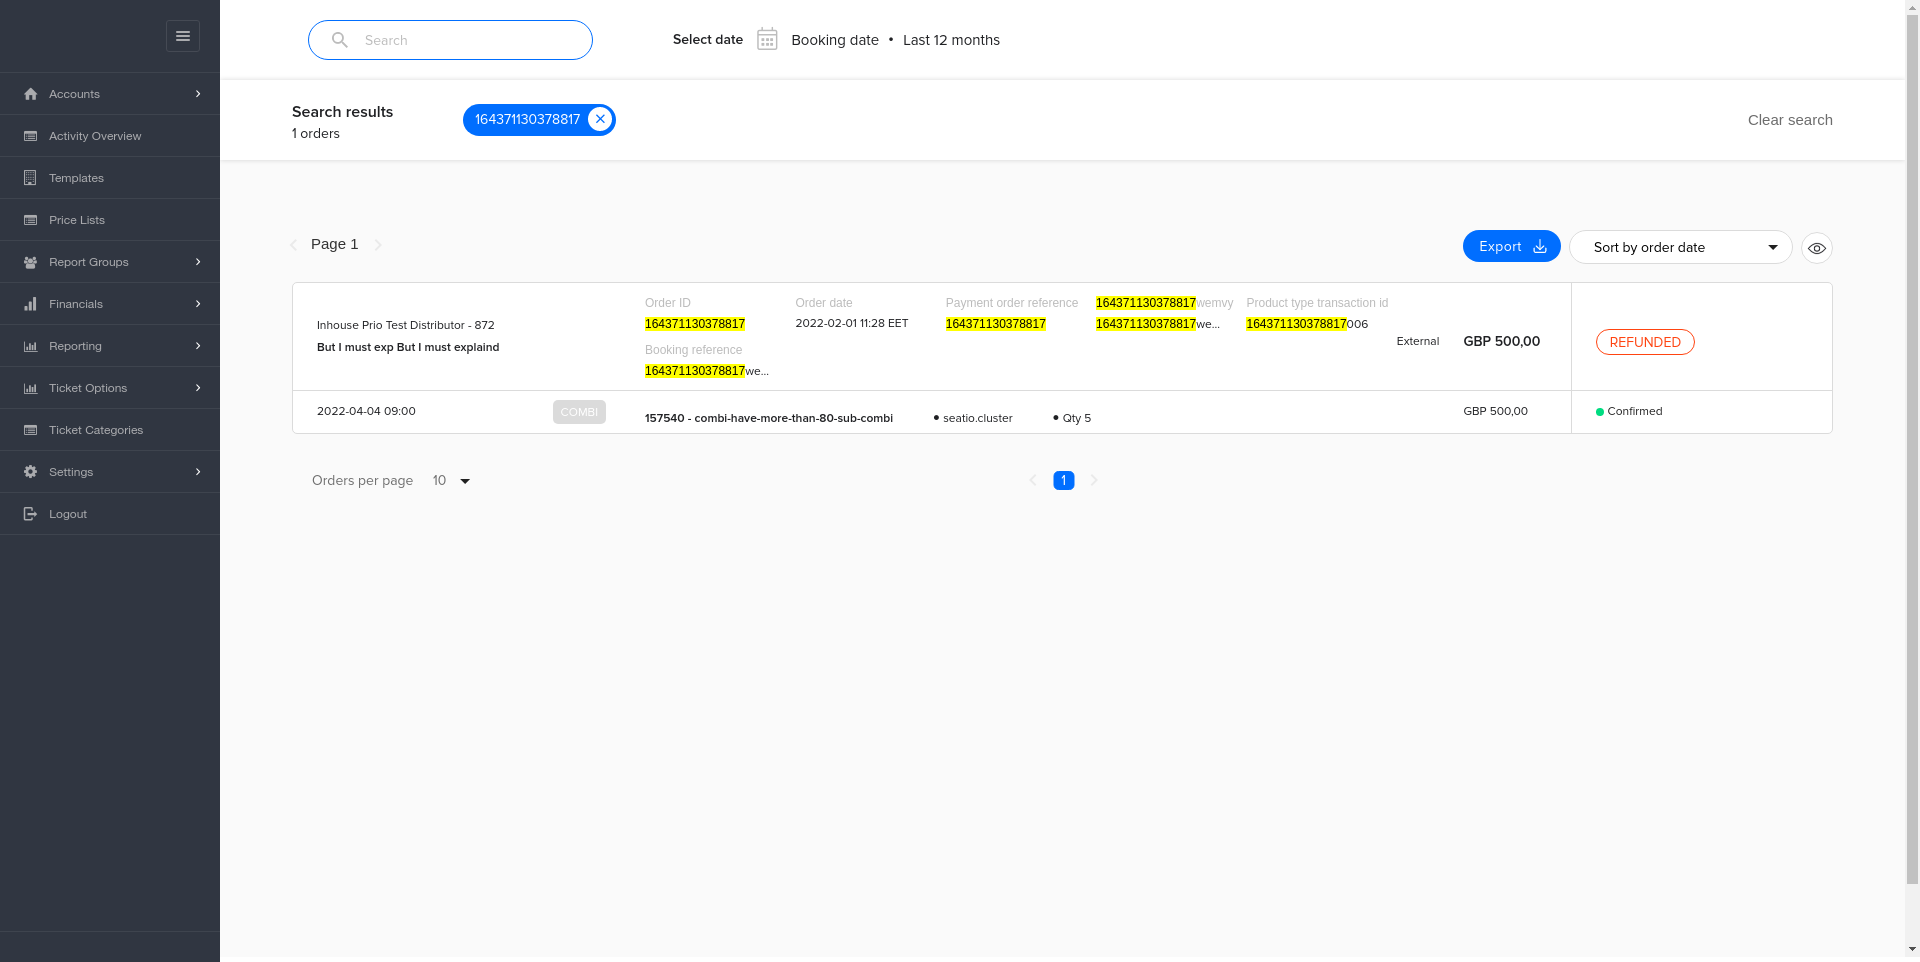 Search
Select date
Booking date • Last 12 months
Accounts
Activity Overview
Templates
Price Lists
Report Groups
Financials
Reporting
Ticket Options
Ticket Categories
Settings
Logout
Search results
1 orders
164371130378817
Clear search
Page 1
Export
Sort by order date
Inhouse Prio Test Distributor - 872
But I must exp But I must explaind
Order ID
164371130378817
Order date
2022-02-01 11:28 EET
Payment order reference
164371130378817
164371130378817wemvy
164371130378817we...
Product type transaction id
164371130378817006
Booking reference
164371130378817we...
External
GBP 500,00
REFUNDED
2022-04-04 09:00
COMBI
157540 - combi-have-more-than-80-sub-combi
• seatio.cluster
• Qty 5
GBP 500,00
Confirmed
Orders per page 10
1